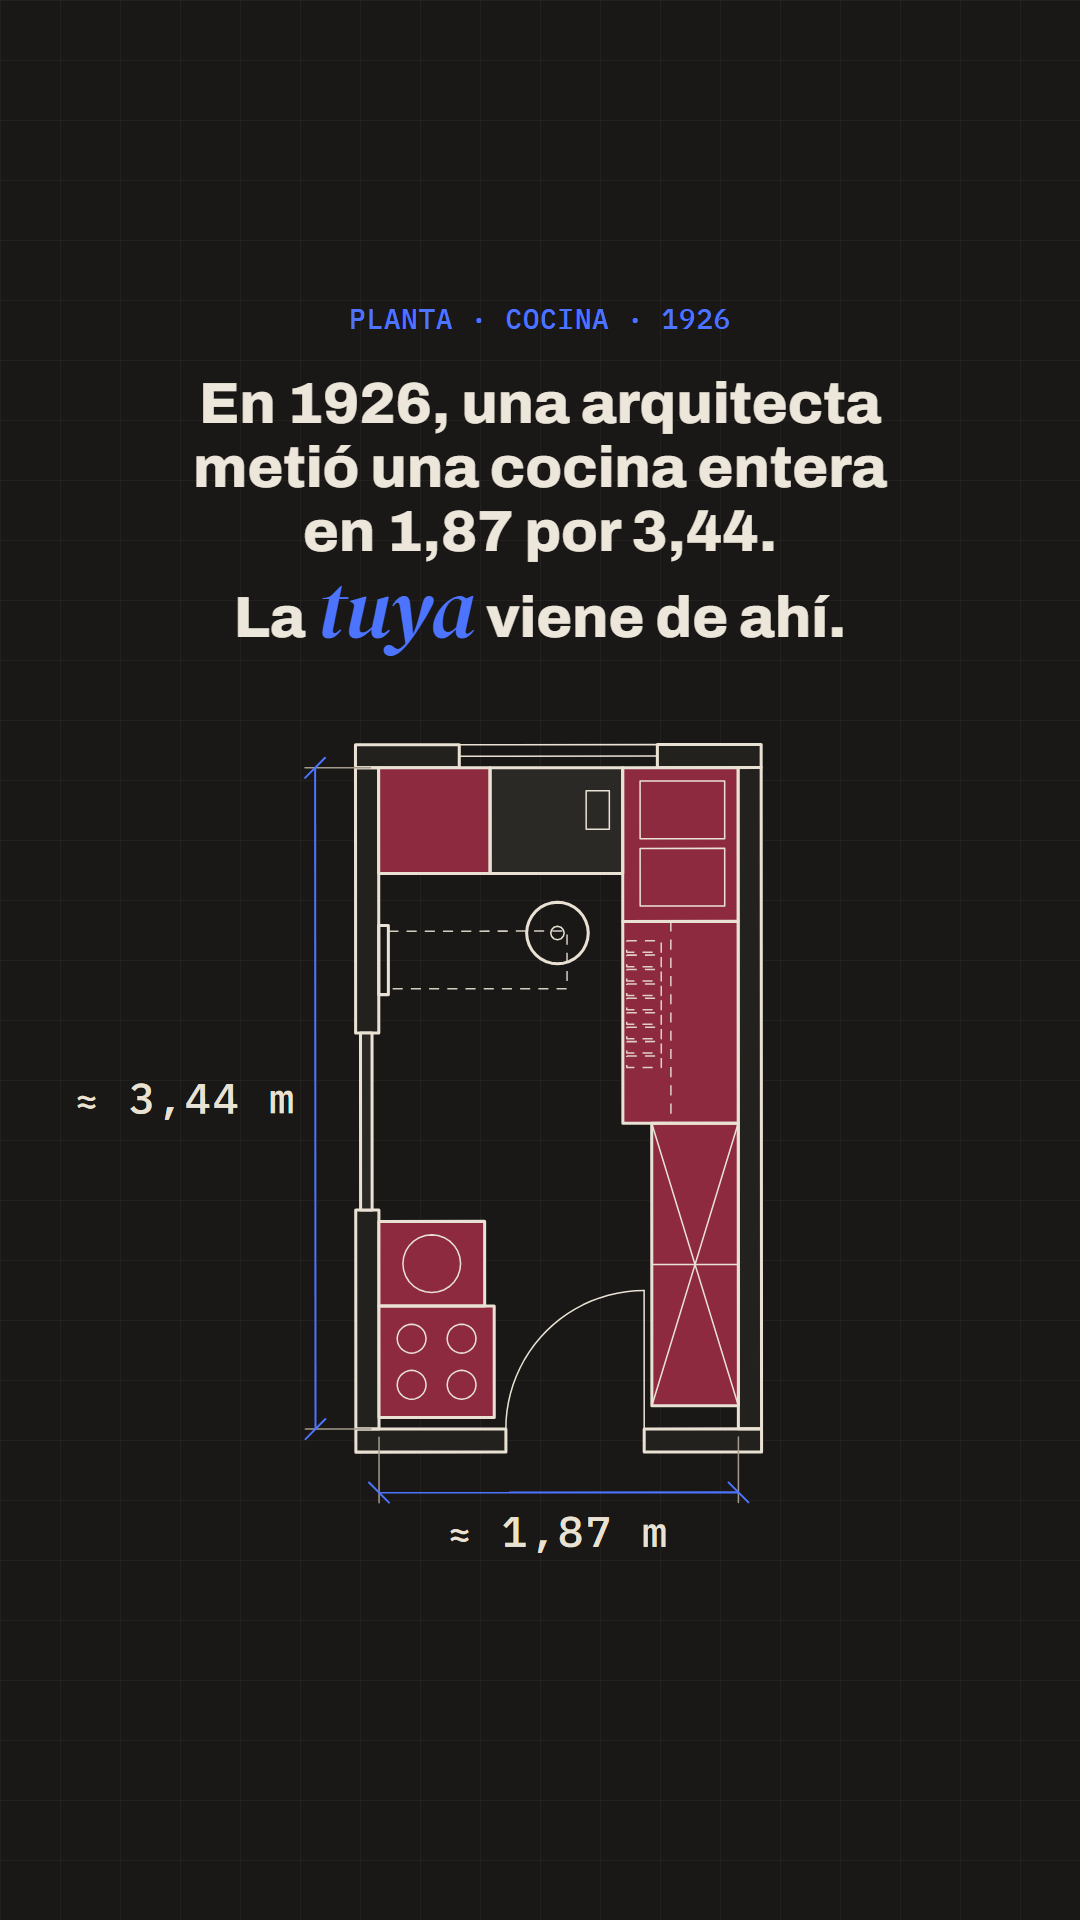 PLANTA · COCINA · 1926
En 1926, una arquitecta
metió una cocina entera
en 1,87 por 3,44.
La tuya viene de ahí.
≈ 3,44 m
≈ 1,87 m